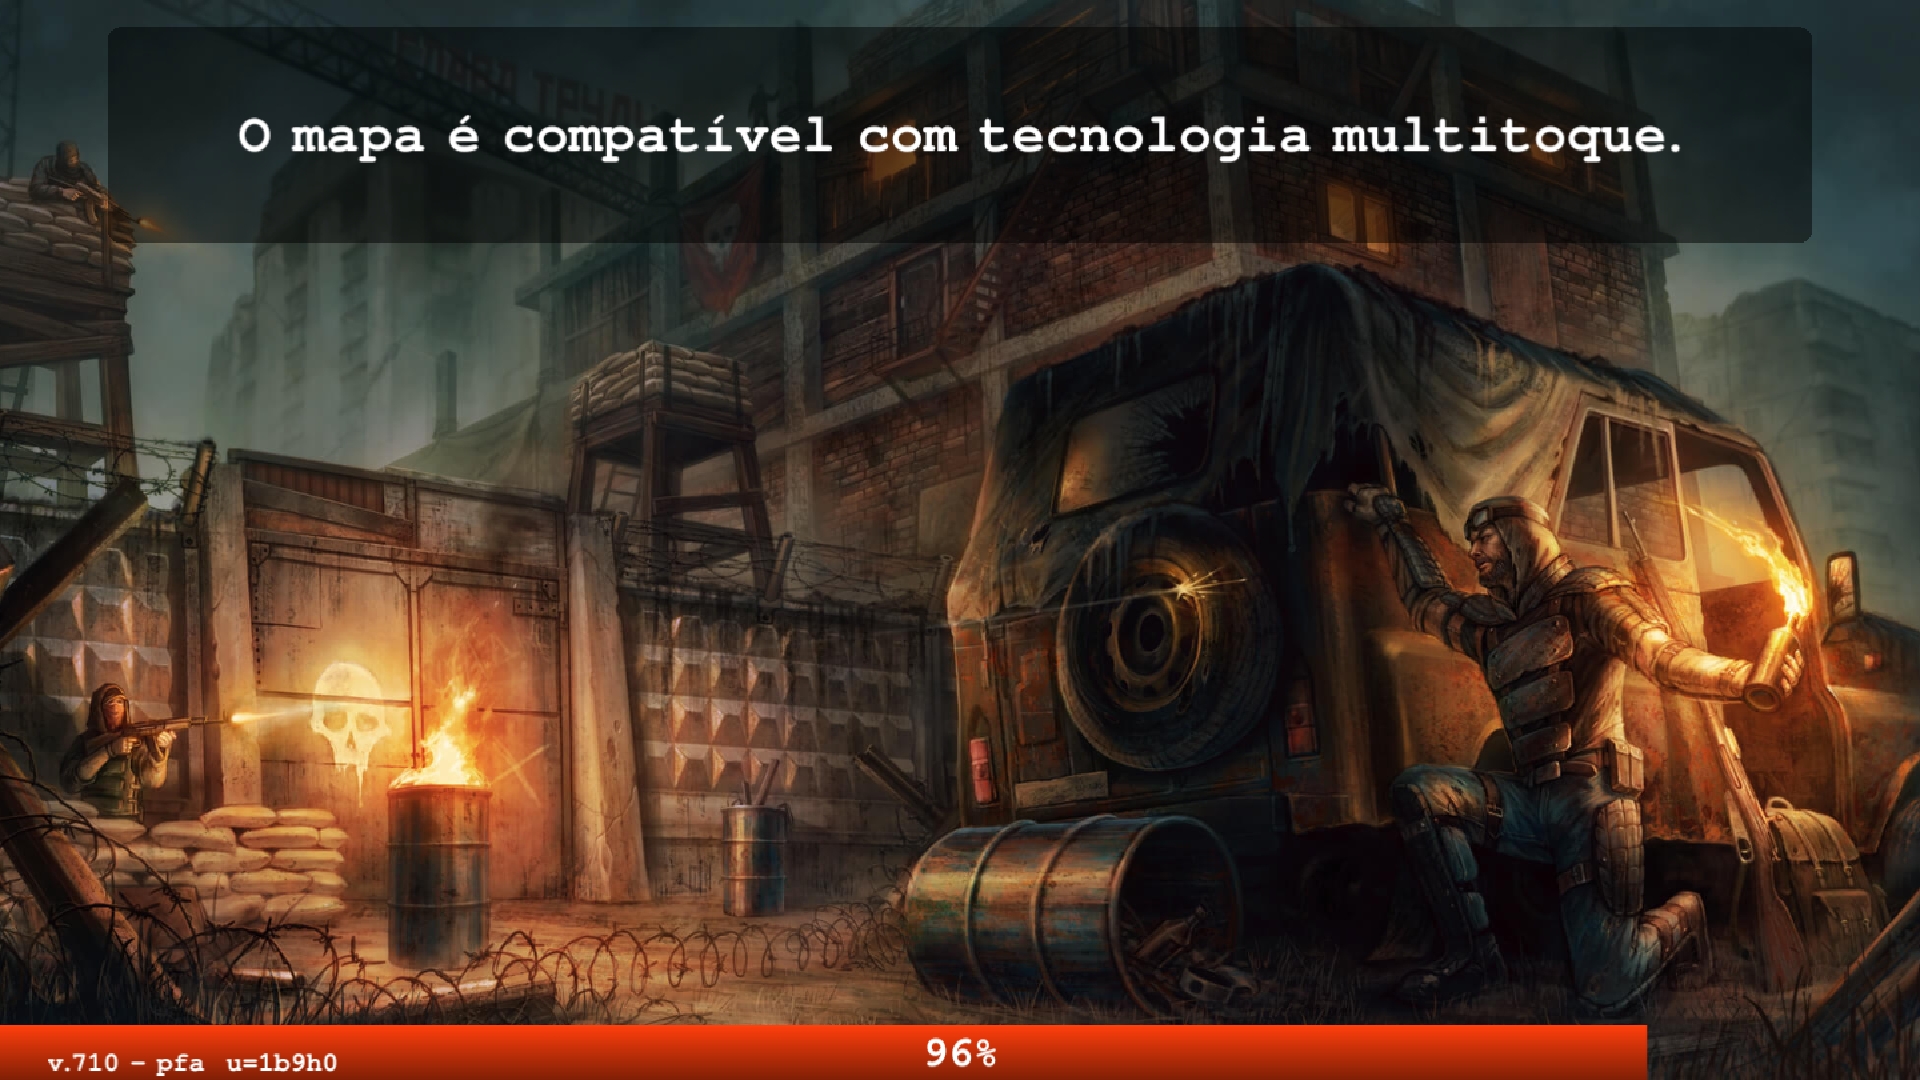 O mapa é compatível com tecnologia multitoque.
96%
v.710 - pfa u=1b9h0